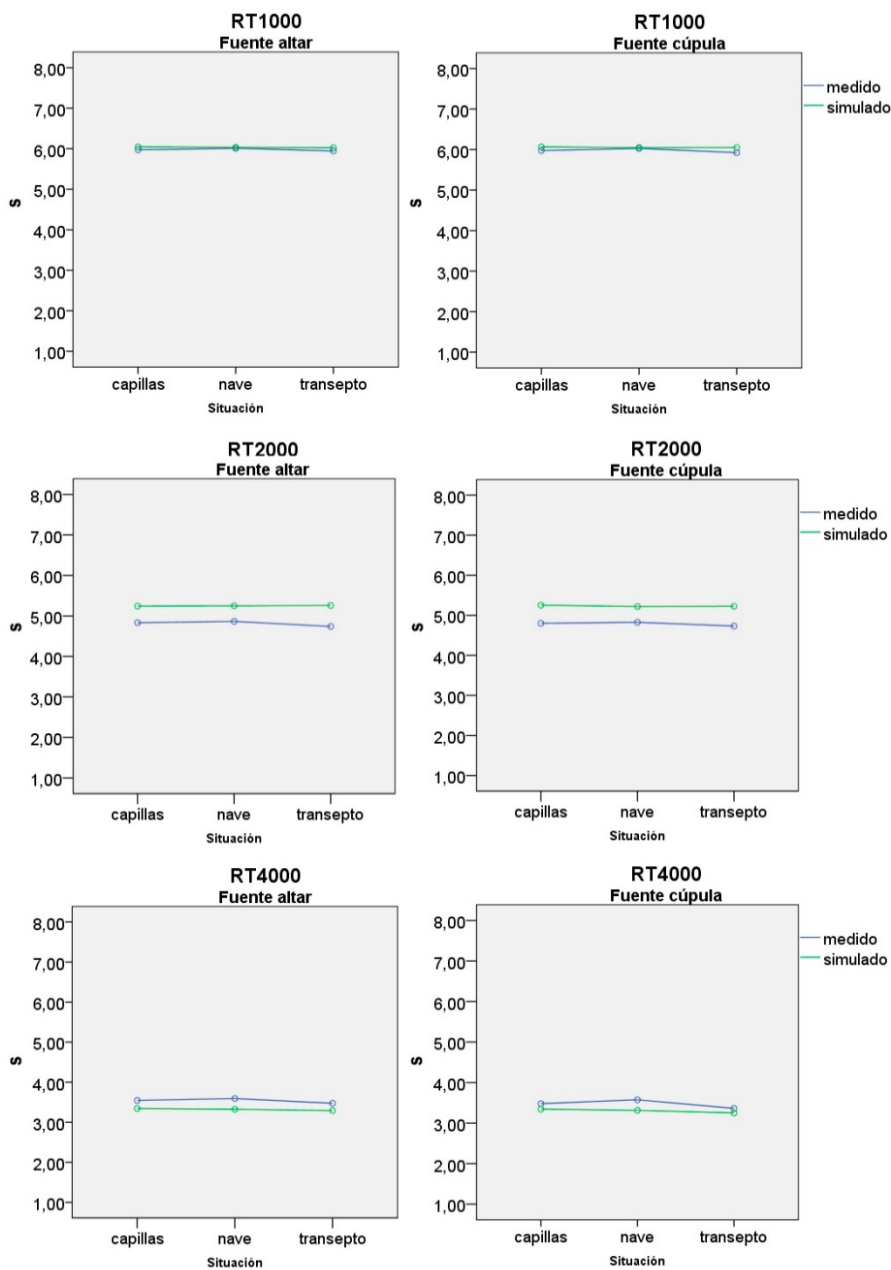 RT1000
Fuente altar
8,00
7,00
6,00
5,00
4,00
3,00
2,00
1,00
s
capillas nave transepto
Situación
RT1000
Fuente cúpula
8,00
7,00
6,00
5,00
4,00
3,00
2,00
1,00
s
capillas nave transepto
Situación
medido
simulado
RT2000
Fuente altar
8,00
7,00
6,00
5,00
4,00
3,00
2,00
1,00
s
capillas nave transepto
Situación
RT2000
Fuente cúpula
8,00
7,00
6,00
5,00
4,00
3,00
2,00
1,00
s
capillas nave transepto
Situación
medido
simulado
RT4000
Fuente altar
8,00
7,00
6,00
5,00
4,00
3,00
2,00
1,00
s
capillas nave transepto
Situación
RT4000
Fuente cúpula
8,00
7,00
6,00
5,00
4,00
3,00
2,00
1,00
s
capillas nave transepto
Situación
medido
simulado